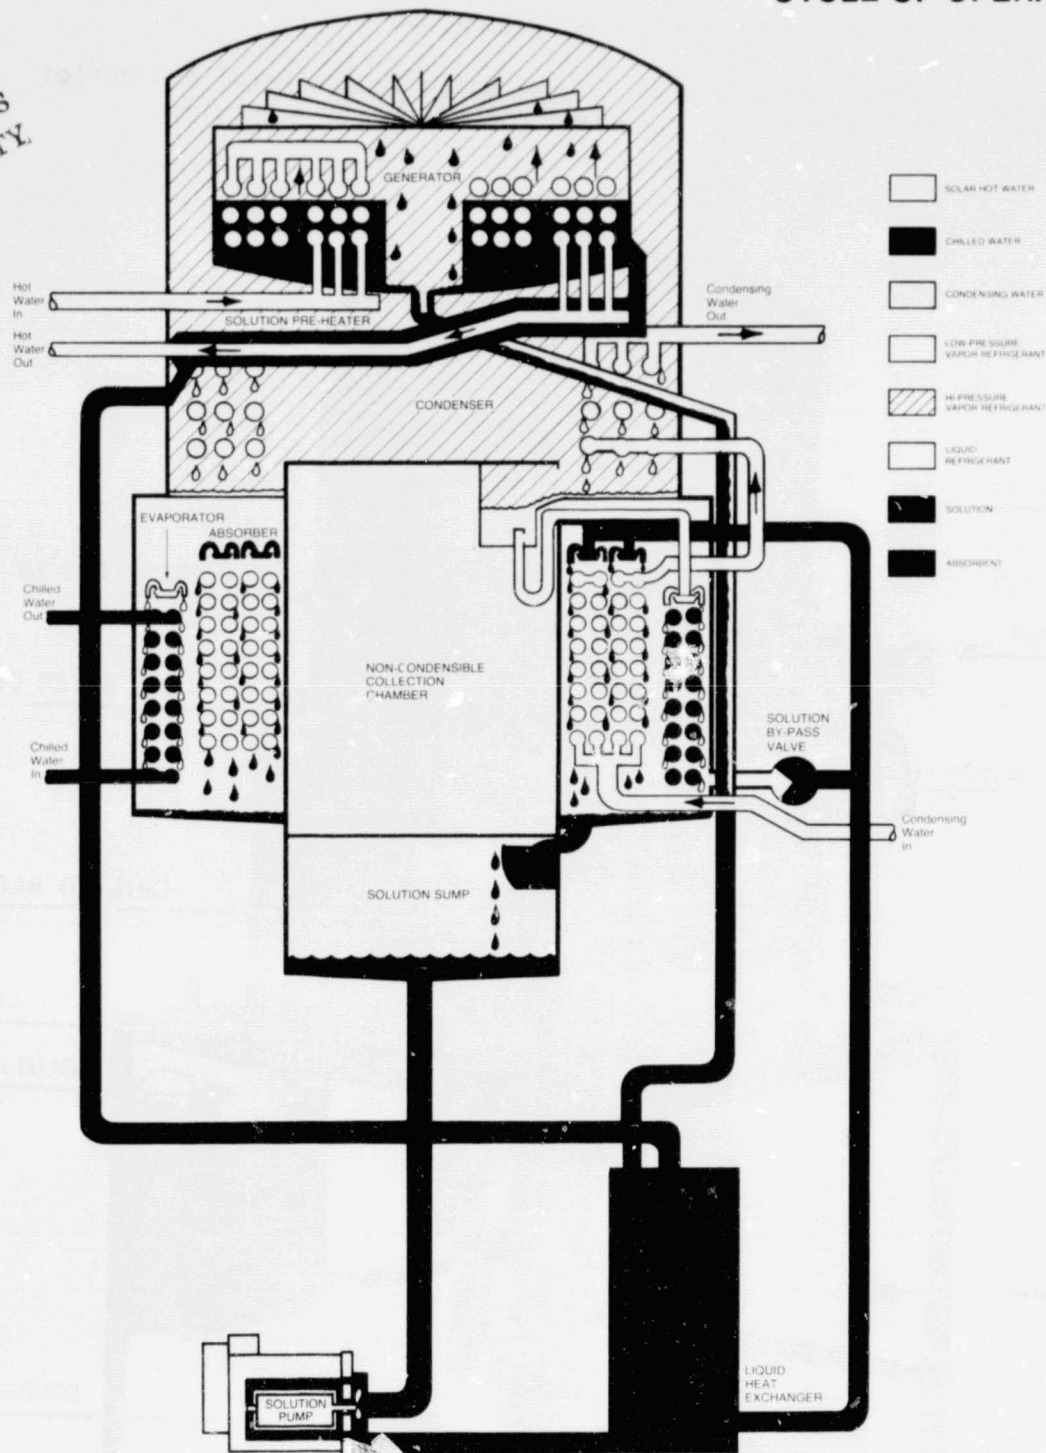 GENERATOR
SOLAR HOT WATER
CHILLED WATER
CONDENSING WATER
LOW-PRESSURE
VAPOR REFRIGERANT
HI-PRESSURE
VAPOR REFRIGERANT
LIQUID
REFRIGERANT
SOLUTION
ABSORBENT
Hot
Water
In
Hot
Water
Out
SOLUTION PRE-HEATER
Condensing
Water
Out
CONDENSER
EVAPORATOR
ABSORBER
Chilled
Water
Out
Chilled
Water
In
NON-CONDENSIBLE
COLLECTION
CHAMBER
SOLUTION
BY-PASS
VALVE
Condensing
Water
In
SOLUTION SUMP
LIQUID
HEAT
EXCHANGER
SOLUTION
PUMP